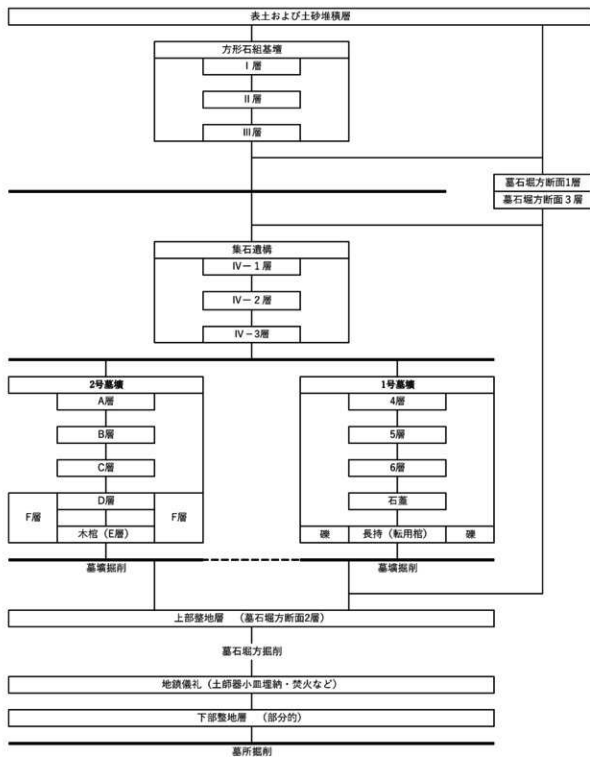 表土および土砂堆積層
方形石組基壇
I 層
II層
III層
墓石堀方断面1層
墓石堀方断面３層
集石遺構
IV－１層
IV－２層
IV－3層
2号墓壙
A層
B層
C層
D層
F層
F層
木棺（E層）
墓壙掘削
1号墓壙
4層
5層
6層
石蓋
礫
長持（転用棺）
礫
墓壙掘削
上部整地層　（墓石堀方断面2層）
墓石堀方掘削
地鎮儀礼（土師器小皿埋納・焚火など）
下部整地層　（部分的）
墓所掘削